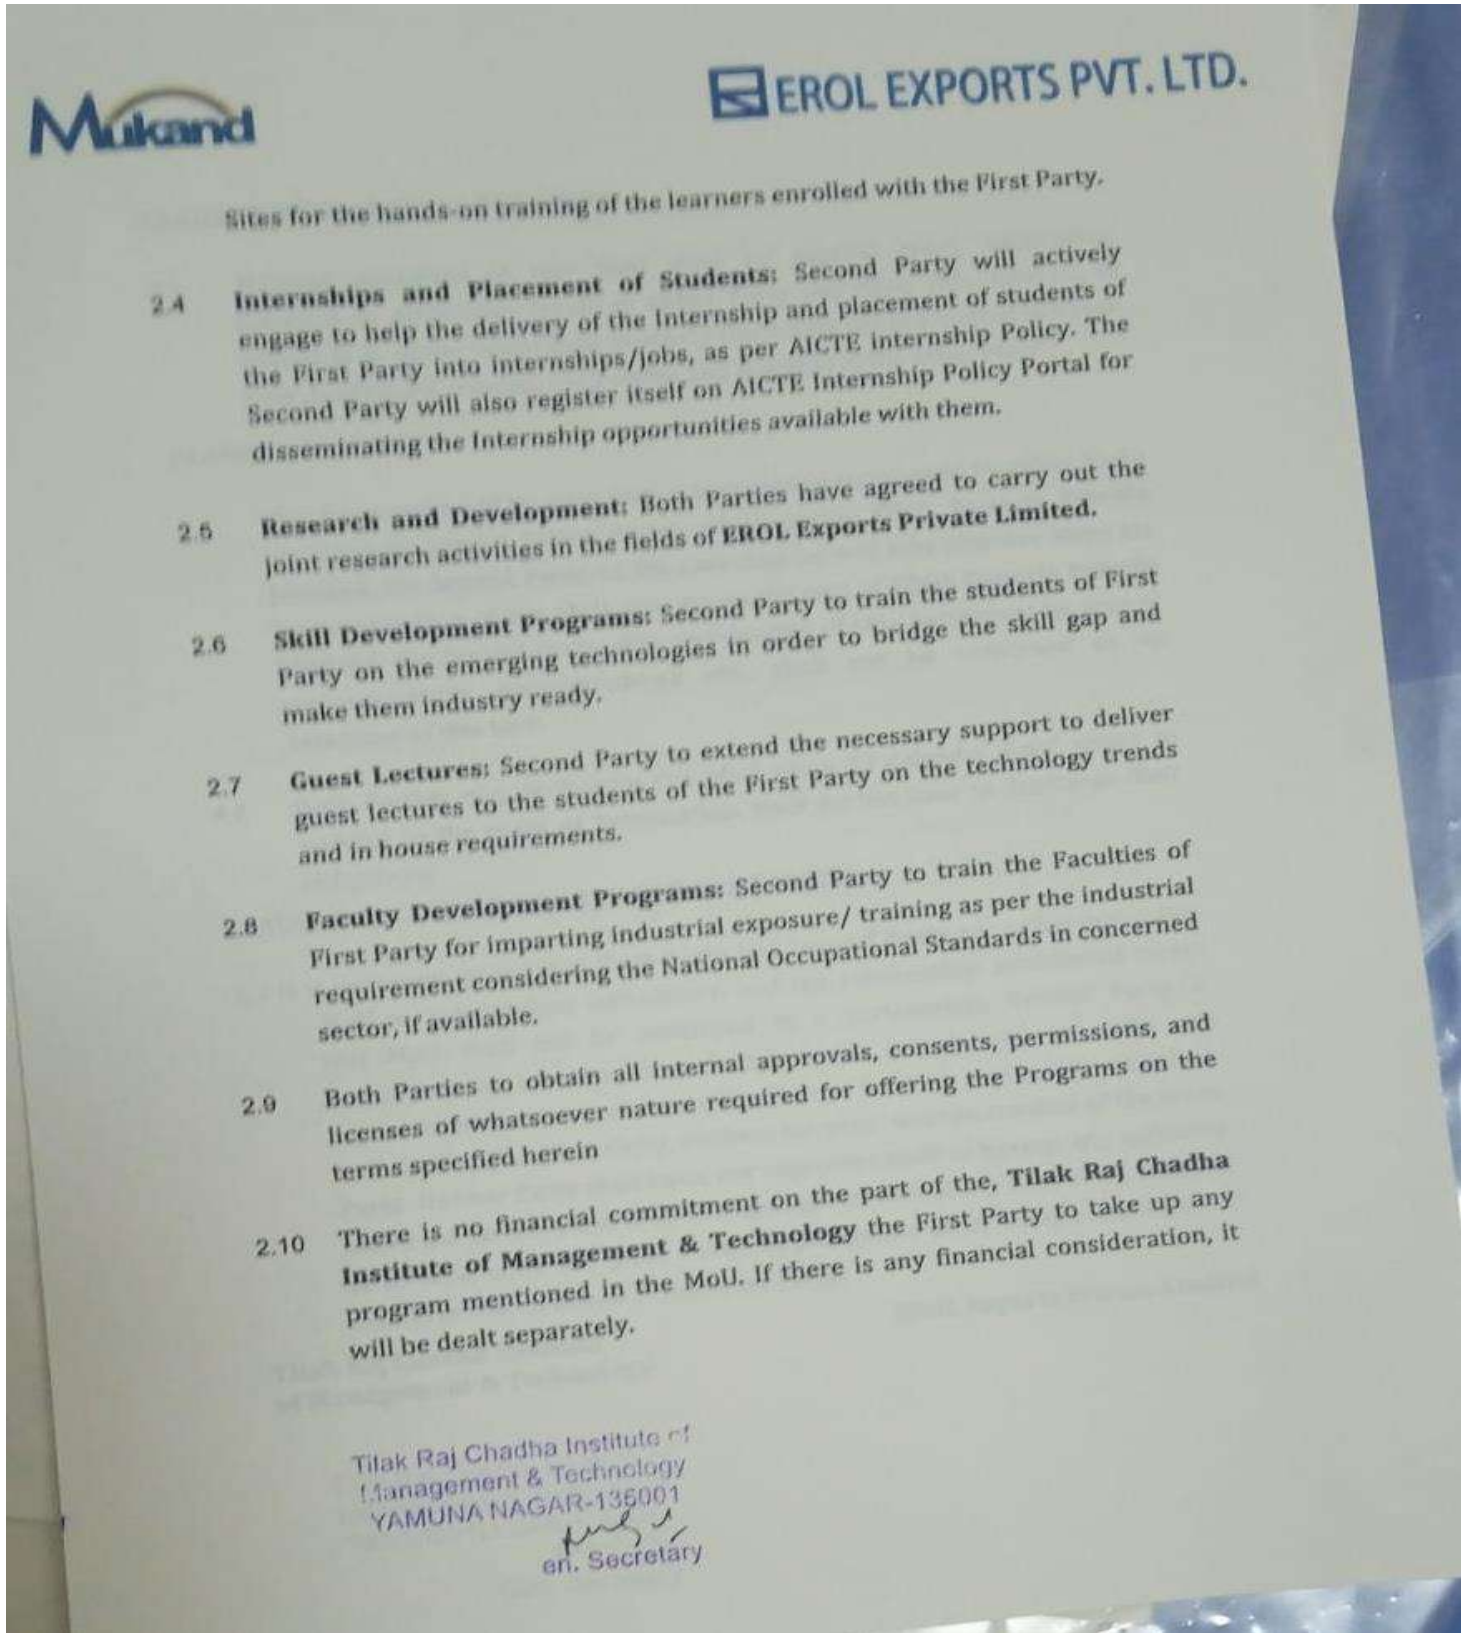 Mukand
EROL EXPORTS PVT. LTD.
Sites for the hands-on training of the learners enrolled with the First Party.
2.4 Internships and Placement of Students: Second Party will actively
engage to help the delivery of the Internship and placement of students of
the First Party into internships/jobs, as per AICTE internship Policy. The
Second Party will also register itself on AICTE Internship Policy Portal for
disseminating the Internship opportunities available with them.
2.5 Research and Development: Both Parties have agreed to carry out the
joint research activities in the fields of EROL Exports Private Limited.
2.6 Skill Development Programs: Second Party to train the students of First
Party on the emerging technologies in order to bridge the skill gap and
make them industry ready.
2.7 Guest Lectures: Second Party to extend the necessary support to deliver
guest lectures to the students of the First Party on the technology trends
and in house requirements.
2.8 Faculty Development Programs: Second Party to train the Faculties of
First Party for imparting industrial exposure/ training as per the industrial
requirement considering the National Occupational Standards in concerned
sector, if available.
2.9 Both Parties to obtain all internal approvals, consents, permissions, and
licenses of whatsoever nature required for offering the Programs on the
terms specified herein
2.10 There is no financial commitment on the part of the, Tilak Raj Chadha
Institute of Management & Technology the First Party to take up any
program mentioned in the MoU. If there is any financial consideration, it
will be dealt separately.
Tilak Raj Chadha Institute of
Management & Technology
YAMUNA NAGAR-135001
en. Secretary